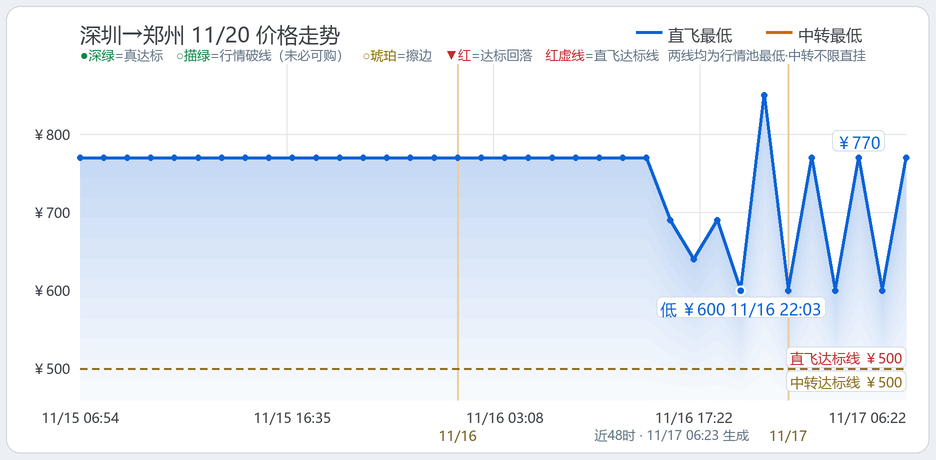 深圳→郑州 11/20 价格走势
直飞最低
中转最低
●深绿=真达标 ○描绿=行情破线（未必可购） ○琥珀=擦边 ▼红=达标回落 红虚线=直飞达标线 两线均为行情池最低·中转不限直挂
￥800
￥770
￥700
￥600
低 ￥600 11/16 22:03
直飞达标线 ￥500
￥500
中转达标线 ￥500
11/15 06:54
11/15 16:35
11/16 03:08
11/16 17:22
11/17 06:22
11/16
近48时 · 11/17 06:23 生成
11/17